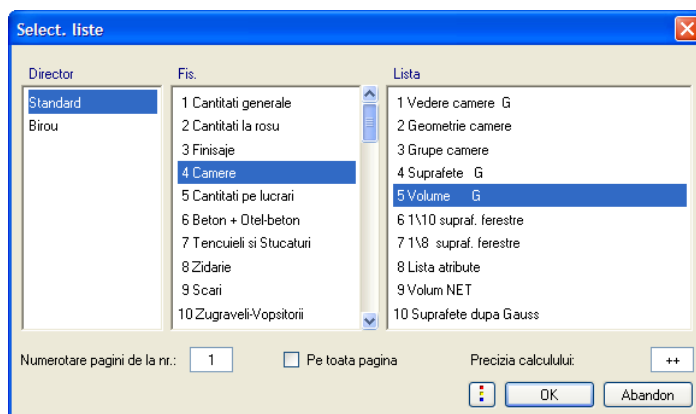 Select. liste
Director
Standard
Birou
Fis.
1 Cantitati generale
2 Cantitati la rosu
3 Finisaje
4 Camere
5 Cantitati pe lucrari
6 Beton + Otel-beton
7 Tencuieli si Stucaturi
8 Zidarie
9 Scari
10 Zugraveli-Vopsitorii
Lista
1 Vedere camere G
2 Geometrie camere
3 Grupe camere
4 Suprafete G
5 Volume G
6 1\10 supraf. ferestre
7 1\8 supraf. ferestre
8 Lista atribute
9 Volum NET
10 Suprafete dupa Gauss
Numerotare pagini de la nr.: 1 Pe toata pagina Precizia calculului: ++
OK Abandon